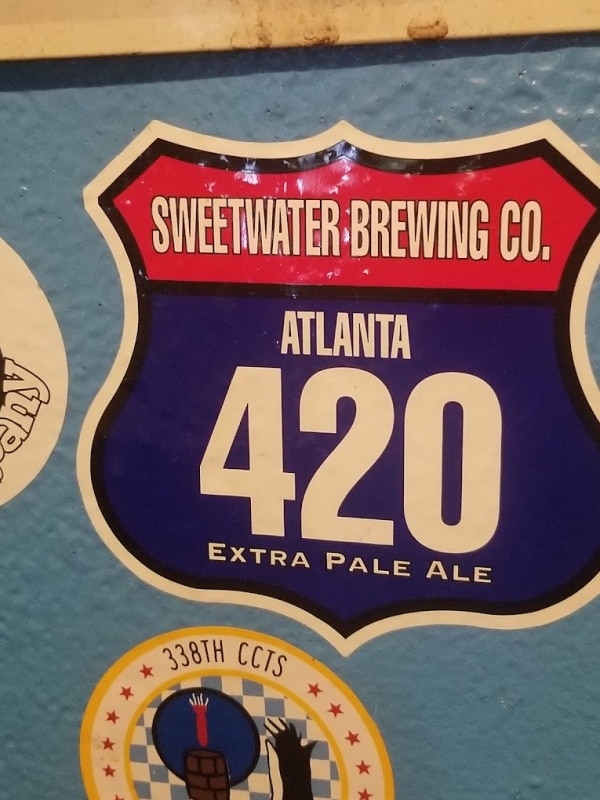 SWEETWATER BREWING CO.
ATLANTA
420
EXTRA PALE ALE
338TH CCTS